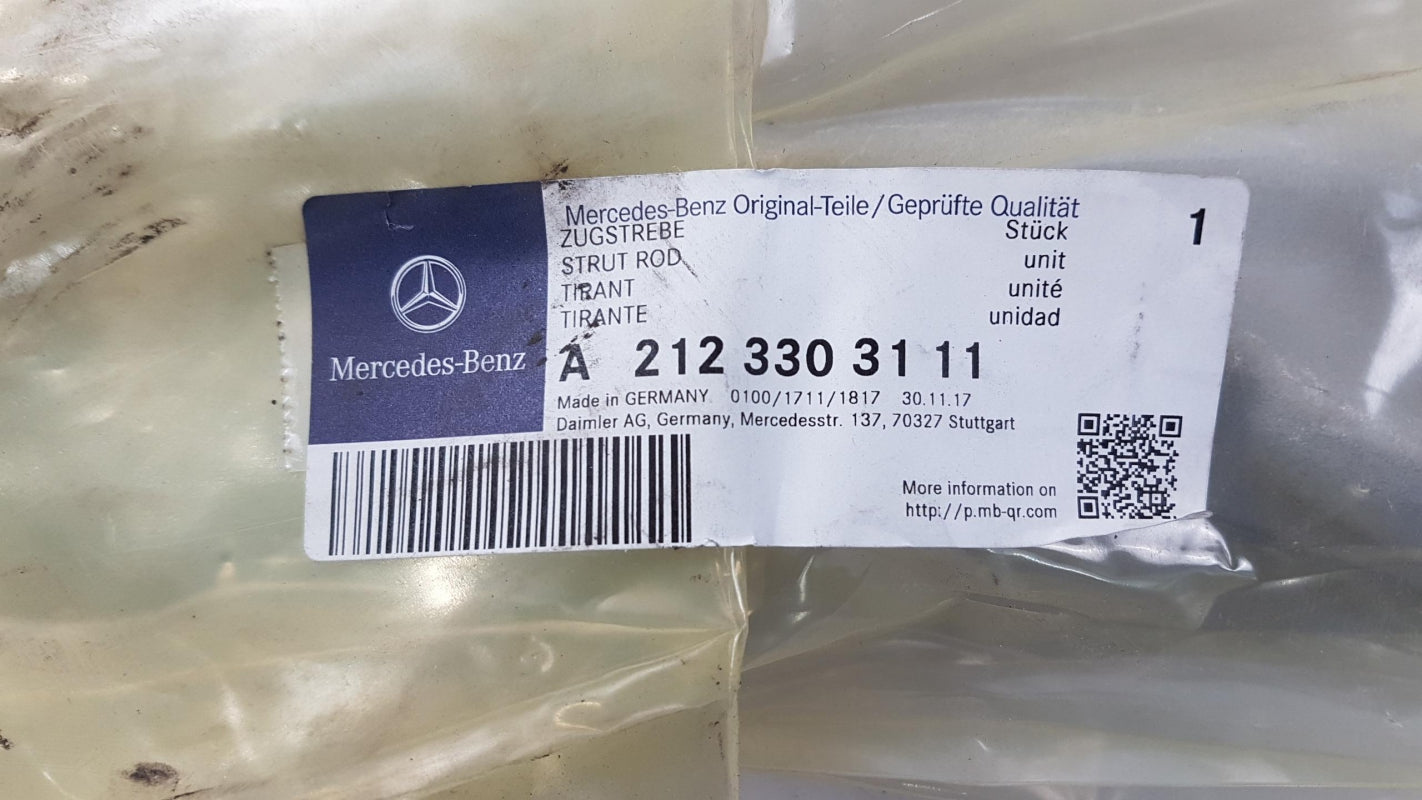 Mercedes-Benz
Mercedes-Benz Original-Teile/Geprüfte Qualität
ZUGSTREBE Stück 1
STRUT ROD unit
TIRANT unité
TIRANTE unidad
A 212 330 31 11
Made in GERMANY 0100/1711/1817 30.11.17
Daimler AG, Germany, Mercedesstr. 137, 70327 Stuttgart
More information on
http://p.mb-qr.com